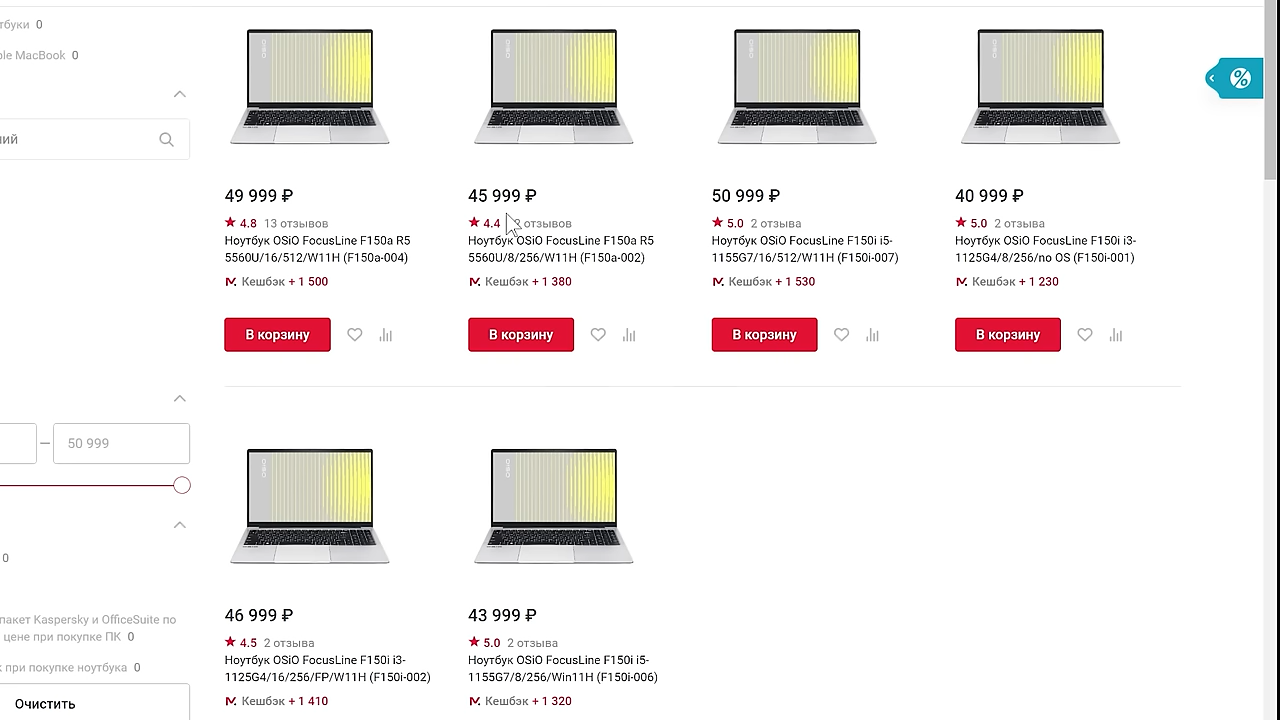 тбуки 0
ple MacBook 0
ний
49 999 ₽
4.8 13 отзывов
Ноутбук OSiO FocusLine F150a R5
5560U/16/512/W11H (F150a-004)
Кешбэк + 1 500
В корзину
45 999 ₽
4.4 отзывов
Ноутбук OSiO FocusLine F150a R5
5560U/8/256/W11H (F150a-002)
Кешбэк + 1 380
В корзину
50 999 ₽
5.0 2 отзыва
Ноутбук OSiO FocusLine F150i i5-
1155G7/16/512/W11H (F150i-007)
Кешбэк + 1 530
В корзину
40 999 ₽
5.0 2 отзыва
Ноутбук OSiO FocusLine F150i i3-
1125G4/8/256/no OS (F150i-001)
Кешбэк + 1 230
В корзину
50 999
0
пакет Kaspersky и OfficeSuite по
цене при покупке ПК 0
к при покупке ноутбука 0
Очистить
46 999 ₽
4.5 2 отзыва
Ноутбук OSiO FocusLine F150i i3-
1125G4/16/256/FP/W11H (F150i-002)
Кешбэк + 1 410
43 999 ₽
5.0 2 отзыва
Ноутбук OSiO FocusLine F150i i5-
1155G7/8/256/Win11H (F150i-006)
Кешбэк + 1 320
%